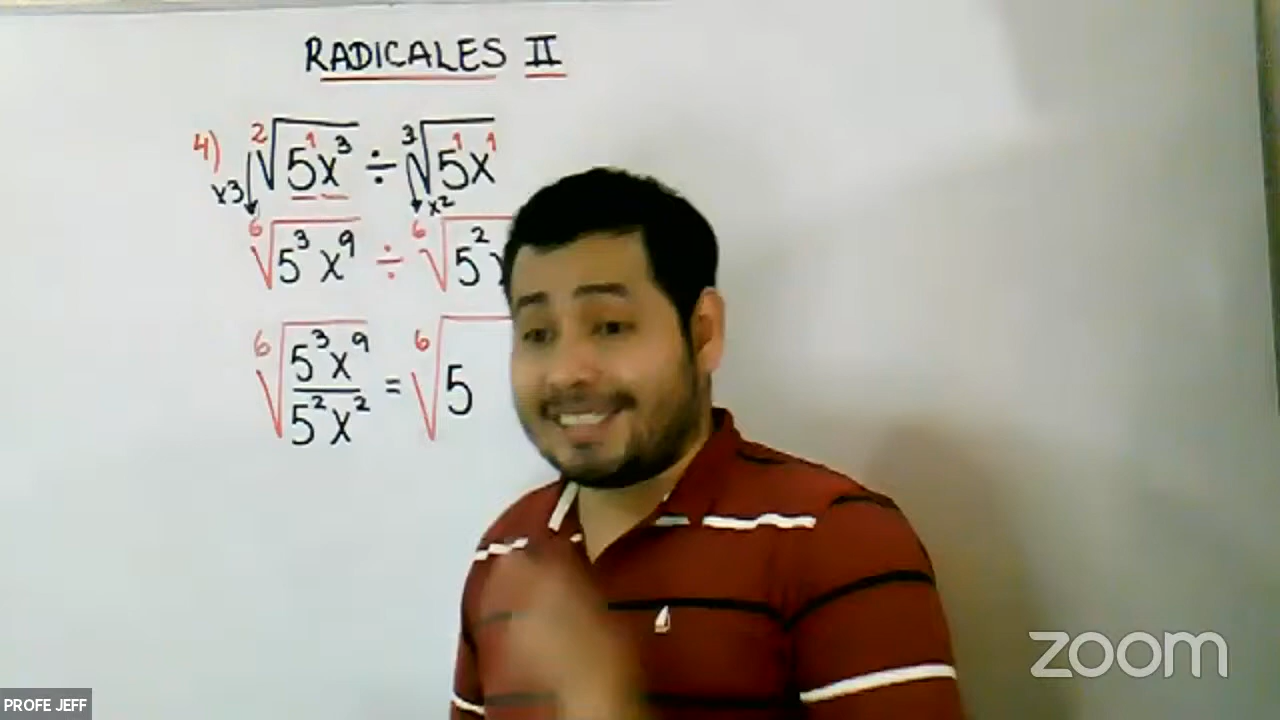 RADICALES II
4) ²√5¹x³ ÷ ³√5¹x¹
x3 x2
⁶√5³x⁹ ÷ ⁶√5²x
⁶√(5³x⁹/5²x²) = ⁶√5
zoom
PROFE JEFF